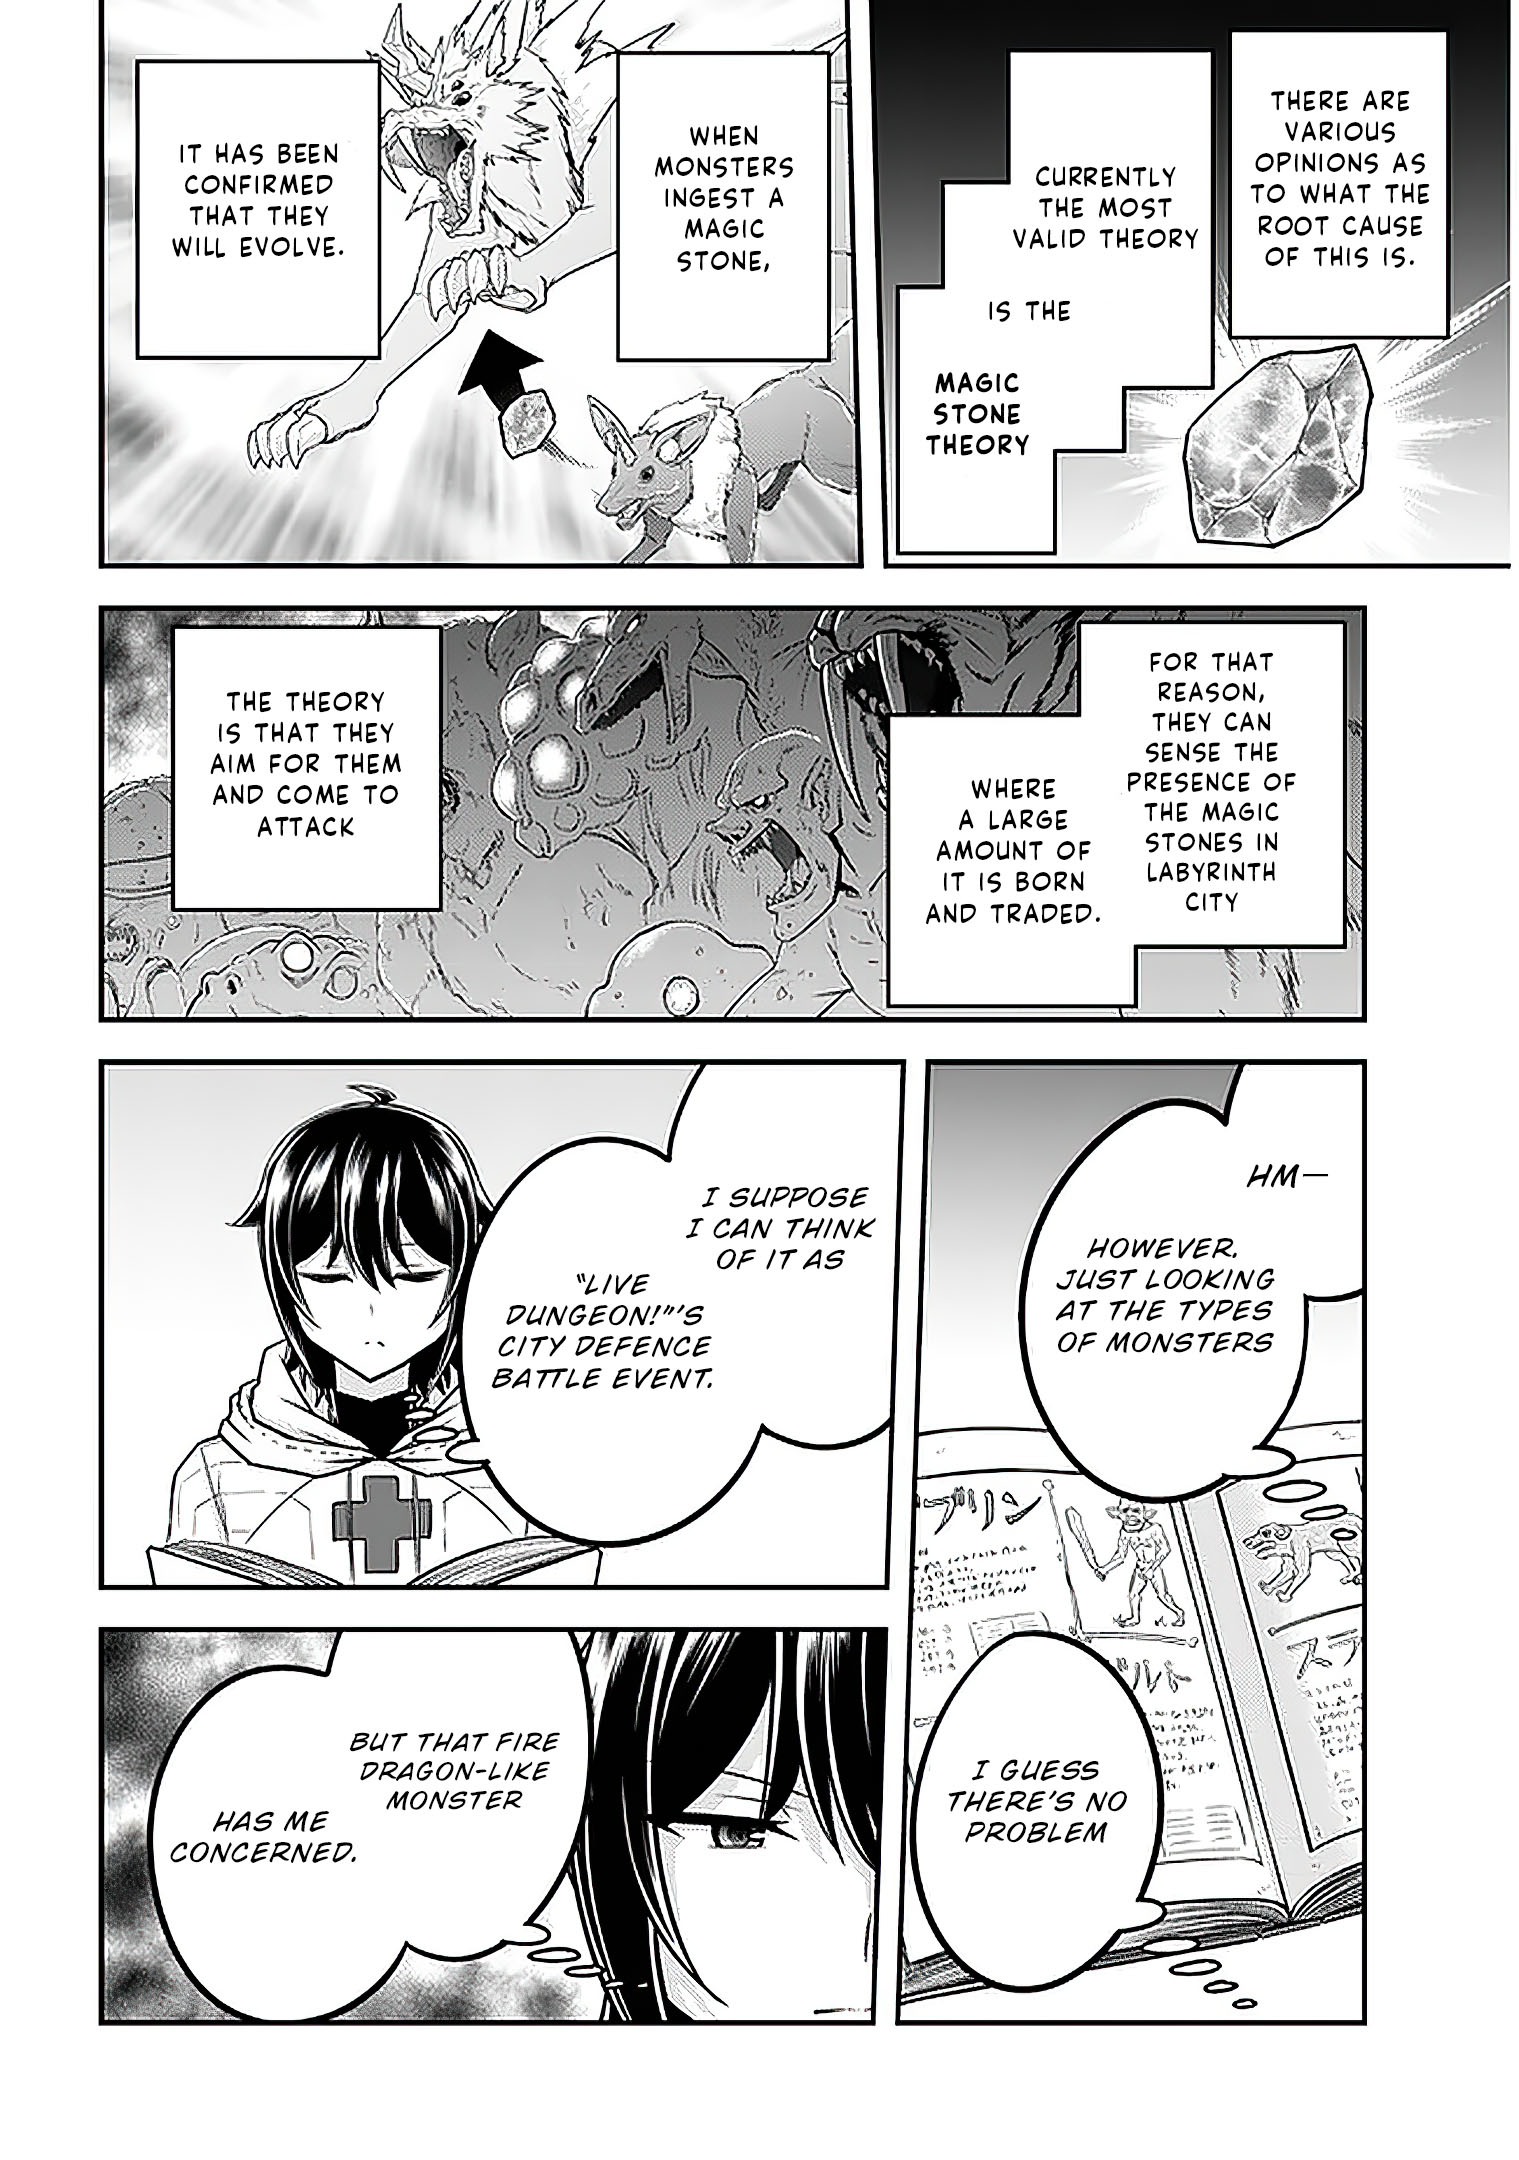 THERE ARE
VARIOUS
OPINIONS AS
TO WHAT THE
ROOT CAUSE
OF THIS IS.
CURRENTLY
THE MOST
VALID THEORY
IS THE
MAGIC
STONE
THEORY
WHEN
MONSTERS
INGEST A
MAGIC
STONE,
IT HAS BEEN
CONFIRMED
THAT THEY
WILL EVOLVE.
FOR THAT
REASON,
THEY CAN
SENSE THE
PRESENCE OF
THE MAGIC
STONES IN
LABYRINTH
CITY
WHERE
A LARGE
AMOUNT OF
IT IS BORN
AND TRADED.
THE THEORY
IS THAT THEY
AIM FOR THEM
AND COME TO
ATTACK
HM—
HOWEVER.
JUST LOOKING
AT THE TYPES
OF MONSTERS
ブリン
I GUESS
THERE'S NO
PROBLEM
I SUPPOSE
I CAN THINK
OF IT AS
"LIVE
DUNGEON!"'S
CITY DEFENCE
BATTLE EVENT.
BUT THAT FIRE
DRAGON-LIKE
MONSTER
HAS ME
CONCERNED.